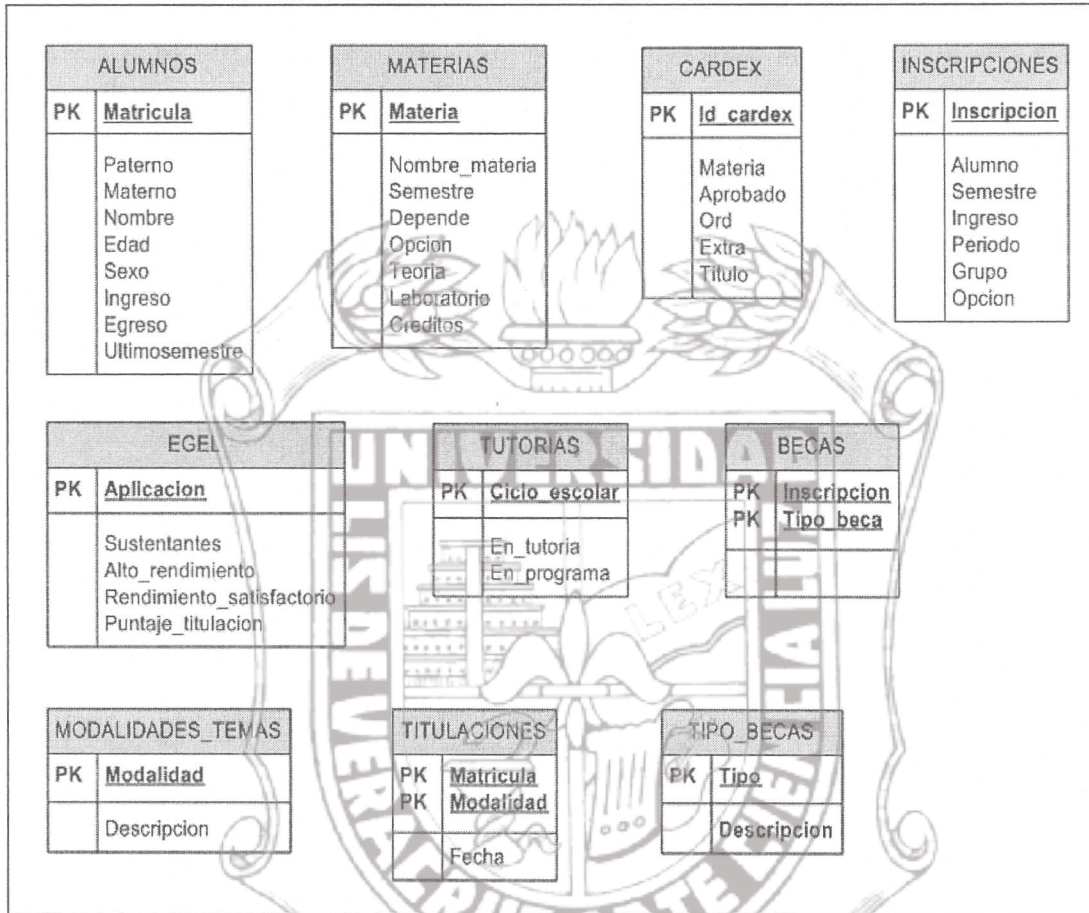 ALUMNOS
PK Matricula
Paterno
Materno
Nombre
Edad
Sexo
Ingreso
Egreso
Ultimosemestre
MATERIAS
PK Materia
Nombre_materia
Semestre
Depende
Opcion
Teoria
Laboratorio
Creditos
CARDEX
PK Id_cardex
Materia
Aprobado
Ord
Extra
Titulo
INSCRIPCIONES
PK Inscripcion
Alumno
Semestre
Ingreso
Periodo
Grupo
Opcion
EGEL
PK Aplicacion
Sustentantes
Alto_rendimiento
Rendimiento_satisfactorio
Puntaje_titulacion
TUTORIAS
PK Ciclo_escolar
En_tutoria
En_programa
BECAS
PK Inscripcion
PK Tipo_beca
MODALIDADES_TEMAS
PK Modalidad
Descripcion
TITULACIONES
PK Matricula
PK Modalidad
Fecha
TIPO_BECAS
PK Tipo
Descripcion
UNIVERSIDAD
LEX